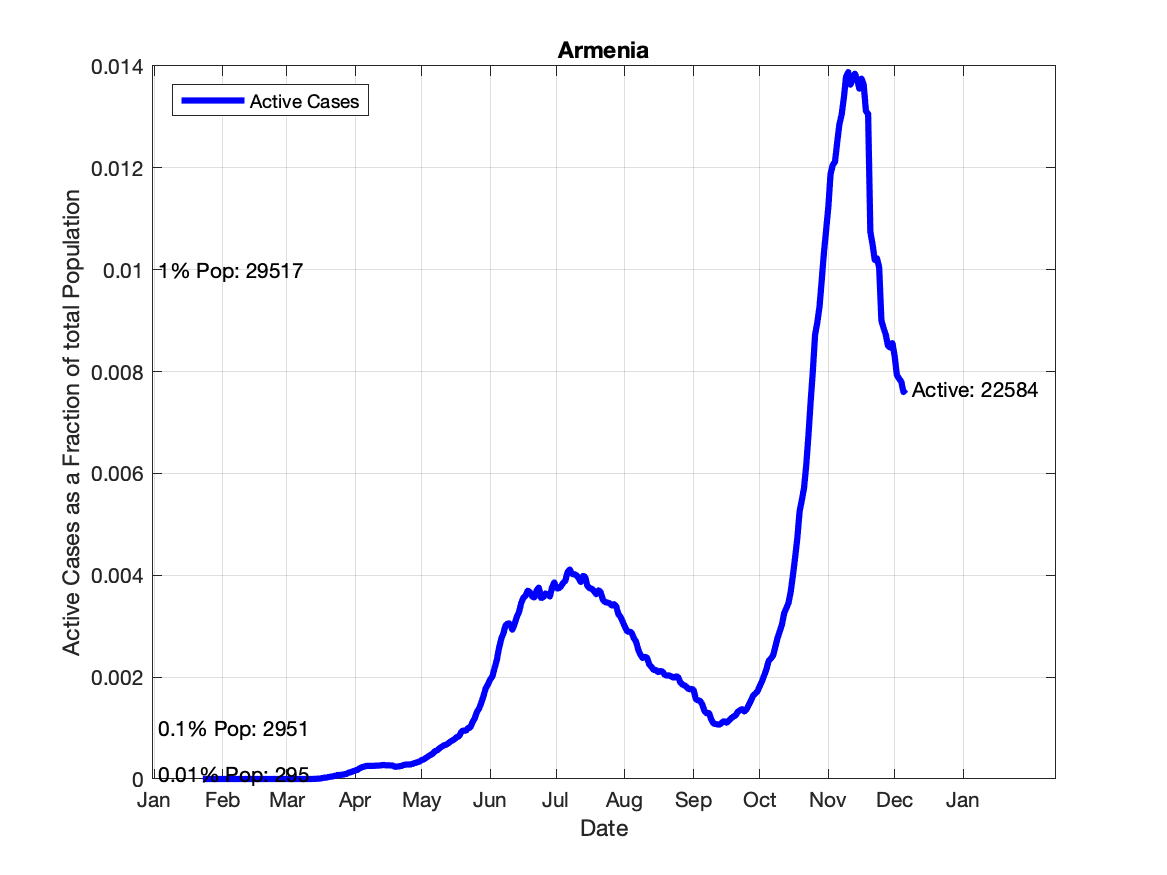 Armenia
0.014
Active Cases
0.012
0.01
1% Pop: 29517
0.008
Active: 22584
0.006
0.004
0.002
0.1% Pop: 2951
0.01% Pop: 295
0
Jan Feb Mar Apr May Jun Jul Aug Sep Oct Nov Dec Jan
Date
Active Cases as a Fraction of total Population